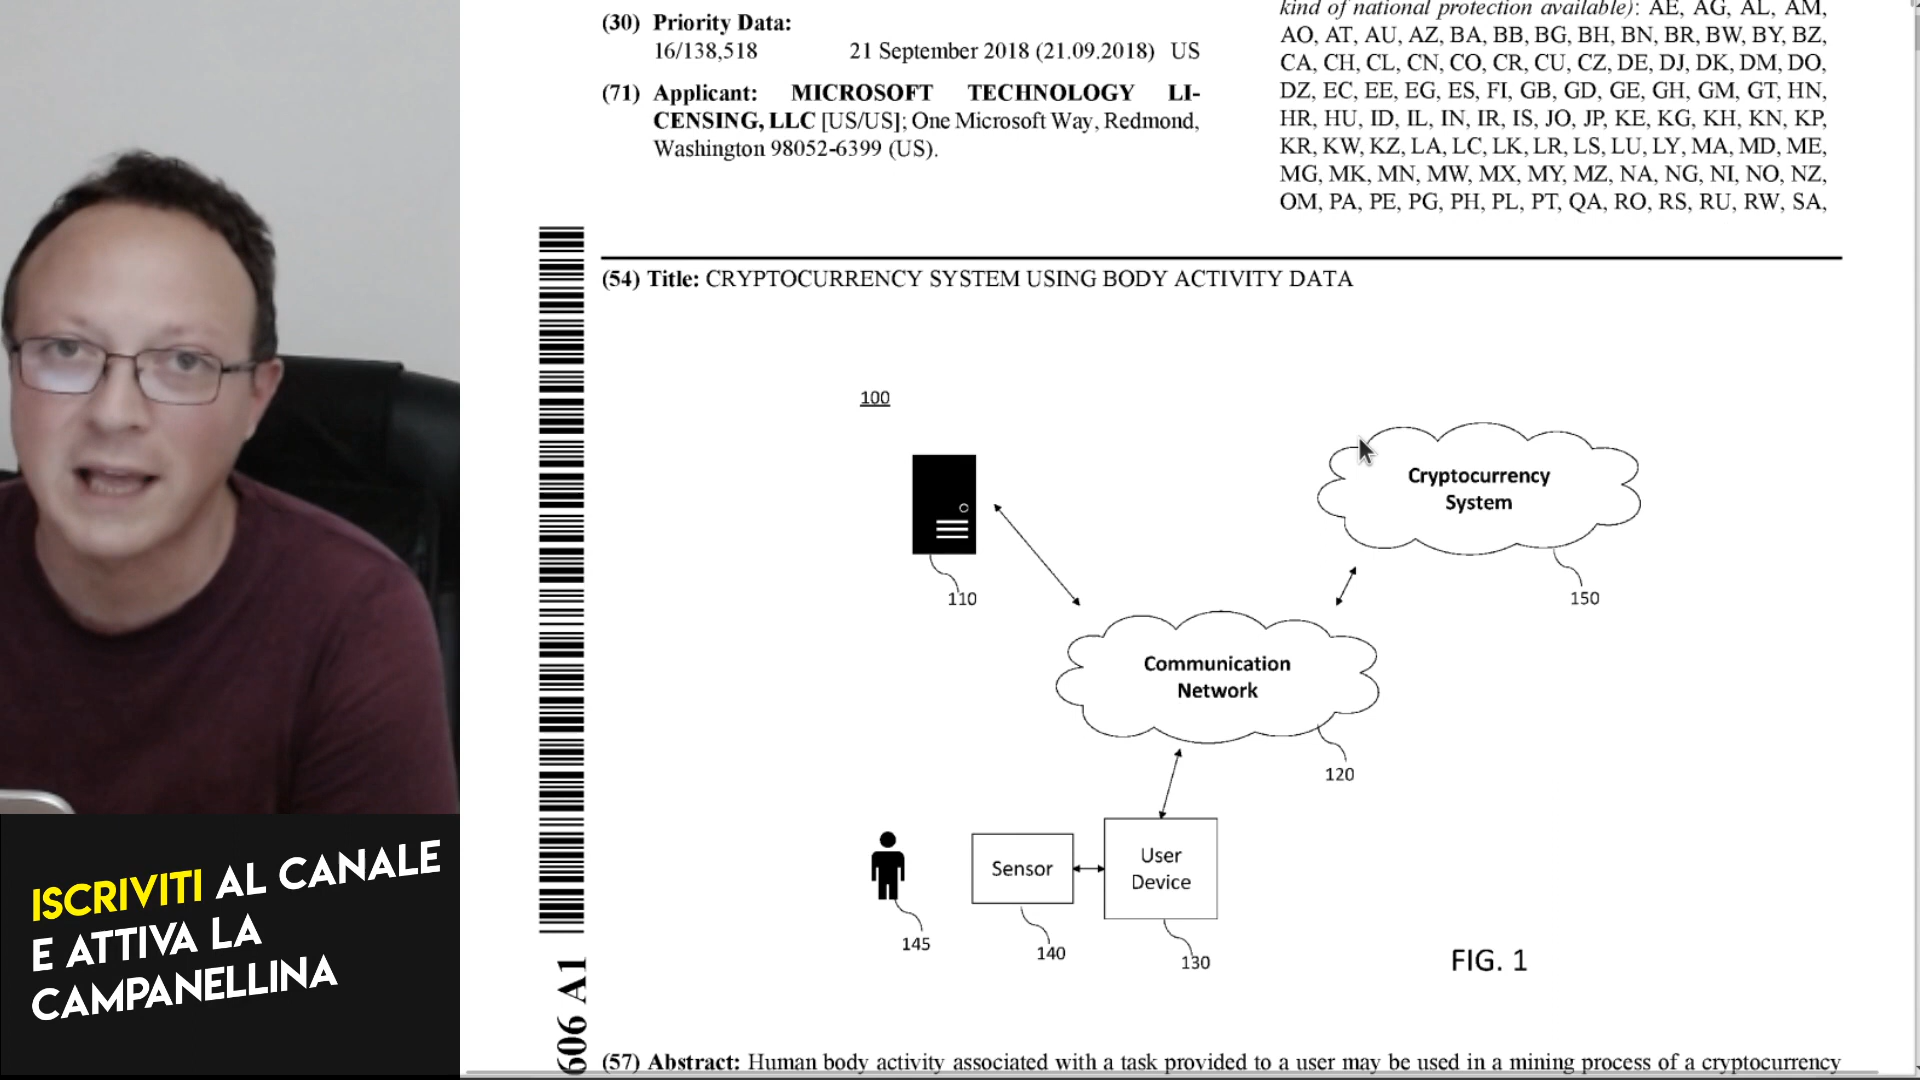 (30) Priority Data:
16/138,518 21 September 2018 (21.09.2018) US
(71) Applicant: MICROSOFT TECHNOLOGY LI-
CENSING, LLC [US/US]; One Microsoft Way, Redmond,
Washington 98052-6399 (US).
kind of national protection available): AE, AG, AL, AM,
AO, AT, AU, AZ, BA, BB, BG, BH, BN, BR, BW, BY, BZ,
CA, CH, CL, CN, CO, CR, CU, CZ, DE, DJ, DK, DM, DO,
DZ, EC, EE, EG, ES, FI, GB, GD, GE, GH, GM, GT, HN,
HR, HU, ID, IL, IN, IR, IS, JO, JP, KE, KG, KH, KN, KP,
KR, KW, KZ, LA, LC, LK, LR, LS, LU, LY, MA, MD, ME,
MG, MK, MN, MW, MX, MY, MZ, NA, NG, NI, NO, NZ,
OM, PA, PE, PG, PH, PL, PT, QA, RO, RS, RU, RW, SA,
(54) Title: CRYPTOCURRENCY SYSTEM USING BODY ACTIVITY DATA
100
110
Cryptocurrency
System
150
Communication
Network
120
Sensor
User
Device
145
140
130
FIG. 1
606 A1
(57) Abstract: Human body activity associated with a task provided to a user may be used in a mining process of a cryptocurrency
ISCRIVITI AL CANALE
E ATTIVA LA
CAMPANELLINA